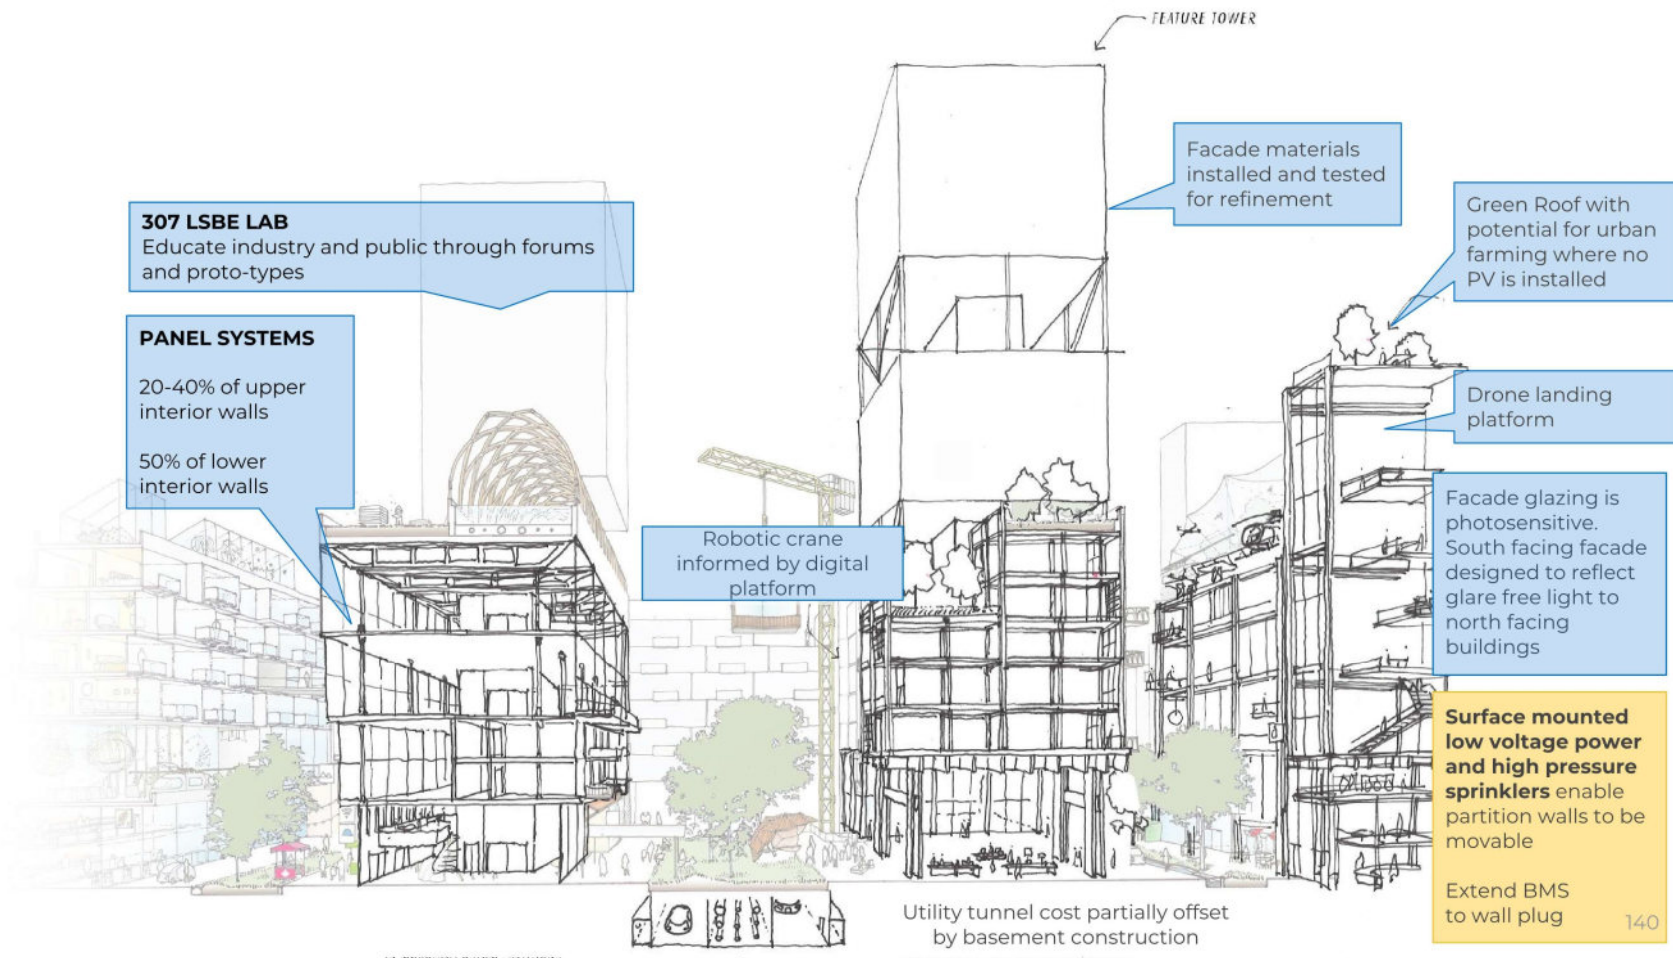 FEATURE TOWER
Facade materials
installed and tested
for refinement
307 LSBE LAB
Educate industry and public through forums
and proto-types
Green Roof with
potential for urban
farming where no
PV is installed
PANEL SYSTEMS
20-40% of upper
interior walls
50% of lower
interior walls
Drone landing
platform
Robotic crane
informed by digital
platform
Facade glazing is
photosensitive.
South facing facade
designed to reflect
glare free light to
north facing
buildings
Surface mounted
low voltage power
and high pressure
sprinklers enable
partition walls to be
movable
Extend BMS
to wall plug
Utility tunnel cost partially offset
by basement construction
140